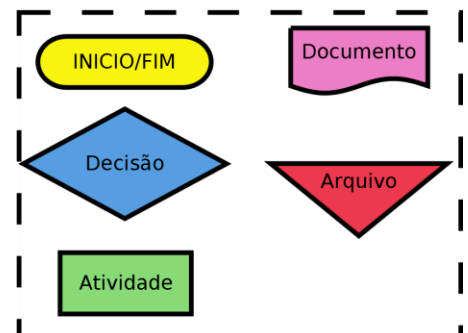 INICIO/FIM
Documento
Decisão
Arquivo
Atividade